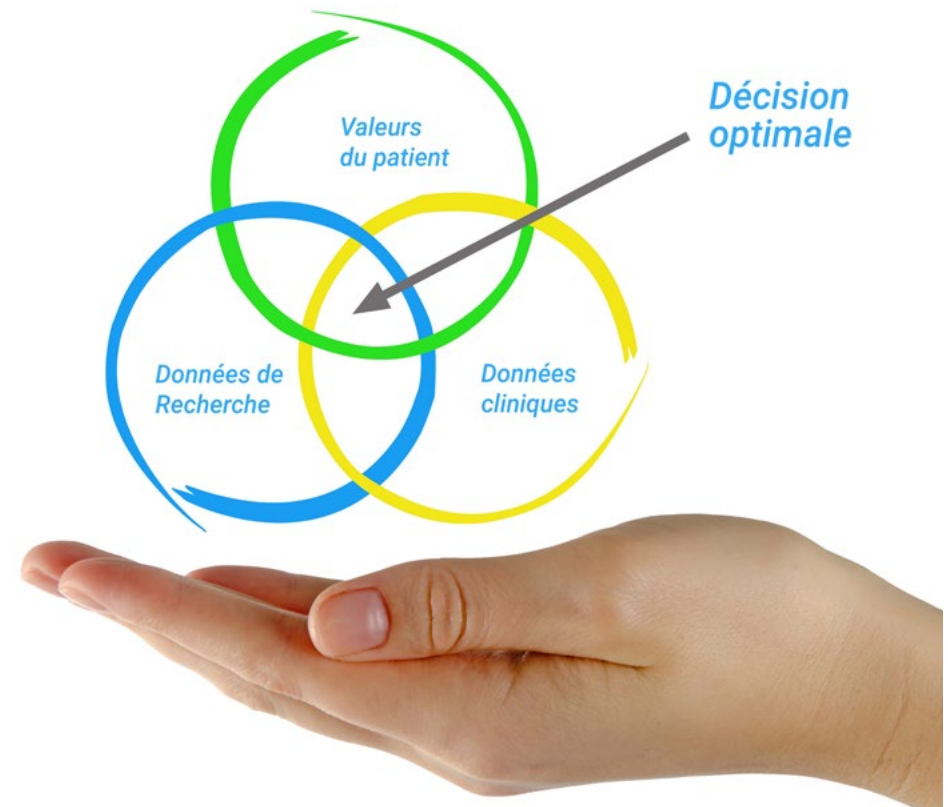 Valeurs
du patient
Décision
optimale
Données de
Recherche
Données
cliniques